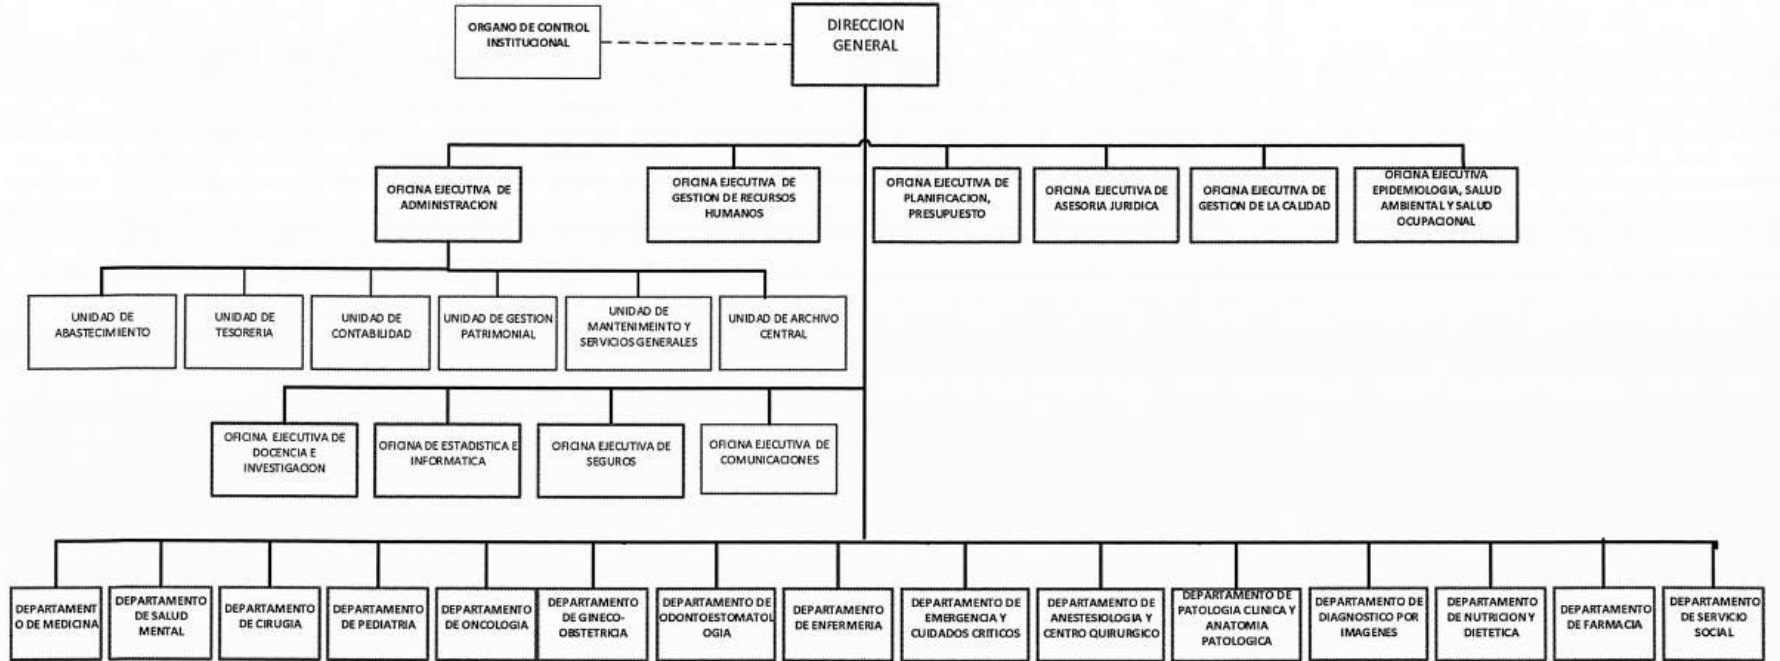 ORGANO DE CONTROL
INSTITUCIONAL
DIRECCION
GENERAL
OFICINA EJECUTIVA DE
ADMINISTRACION
OFICINA EJECUTIVA DE
GESTION DE RECURSOS
HUMANOS
OFICINA EJECUTIVA DE
PLANIFICACION,
PRESUPUESTO
OFICINA EJECUTIVA DE
ASESORIA JURIDICA
OFICINA EJECUTIVA DE
GESTION DE LA CALIDAD
OFICINA EJECUTIVA
EPIDEMIOLOGIA, SALUD
AMBIENTAL Y SALUD
OCUPACIONAL
UNIDAD DE
ABASTECIMIENTO
UNIDAD DE
TESORERIA
UNIDAD DE
CONTABILIDAD
UNIDAD DE GESTION
PATRIMONIAL
UNIDAD DE
MANTENIMEINTO Y
SERVICIOS GENERALES
UNIDAD DE ARCHIVO
CENTRAL
OFICINA EJECUTIVA DE
DOCENCIA E
INVESTIGACION
OFICINA DE ESTADISTICA E
INFORMATICA
OFICINA EJECUTIVA DE
SEGUROS
OFICINA EJECUTIVA DE
COMUNICACIONES
DEPARTAMENT
O DE MEDICINA
DEPARTAMENTO
DE SALUD
MENTAL
DEPARTAMENTO
DE CIRUGIA
DEPARTAMENTO
DE PEDIATRIA
DEPARTAMENTO
DE ONCOLOGIA
DEPARTAMENTO
DE GINECO-
OBSTETRICIA
DEPARTAMENTO DE
ODONTOESTOMATOL
OGIA
DEPARTAMENTO
DE ENFERMERIA
DEPARTAMENTO DE
EMERGENCIA Y
CUIDADOS CRITICOS
DEPARTAMENTO DE
ANESTESIOLOGIA Y
CENTRO QUIRURGICO
DEPARTAMENTO DE
PATOLOGIA CLINICA Y
ANATOMIA
PATOLOGICA
DEPARTAMENTO DE
DIAGNOSTICO POR
IMAGENES
DEPARTAMENTO
DE NUTRICION Y
DIETETICA
DEPARTAMENTO
DE FARMACIA
DEPARTAMENTO
DE SERVICIO
SOCIAL